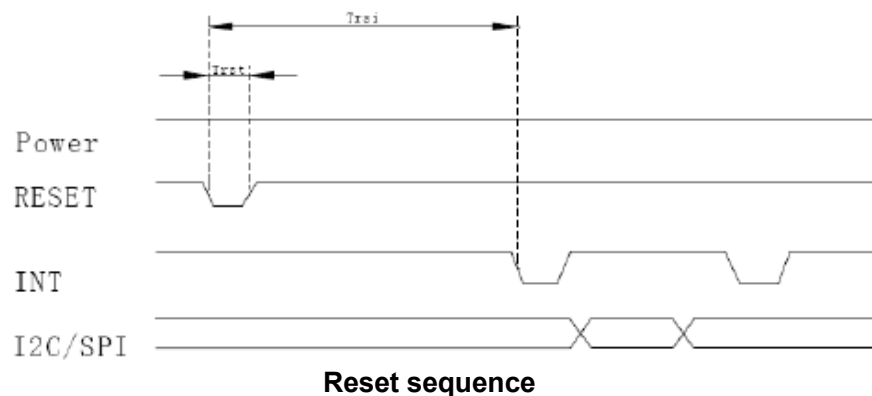 Trsi
Trst
Power
RESET
INT
I2C/SPI
Reset sequence